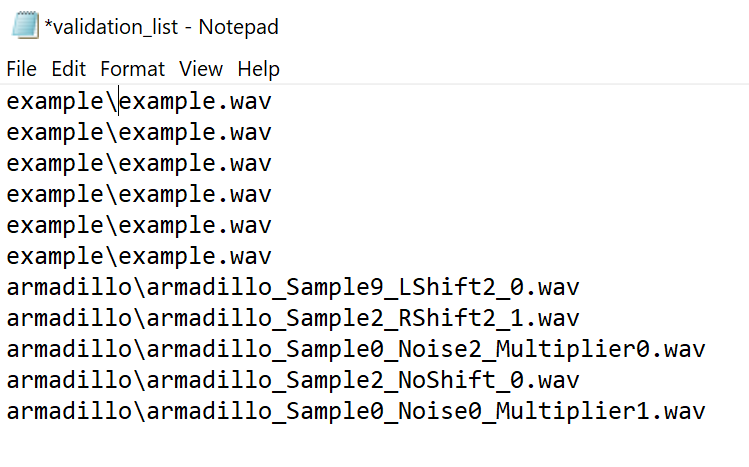 *validation_list - Notepad
File Edit Format View Help
example\example.wav
example\example.wav
example\example.wav
example\example.wav
example\example.wav
example\example.wav
armadillo\armadillo_Sample9_LShift2_0.wav
armadillo\armadillo_Sample2_RShift2_1.wav
armadillo\armadillo_Sample0_Noise2_Multiplier0.wav
armadillo\armadillo_Sample2_NoShift_0.wav
armadillo\armadillo_Sample0_Noise0_Multiplier1.wav